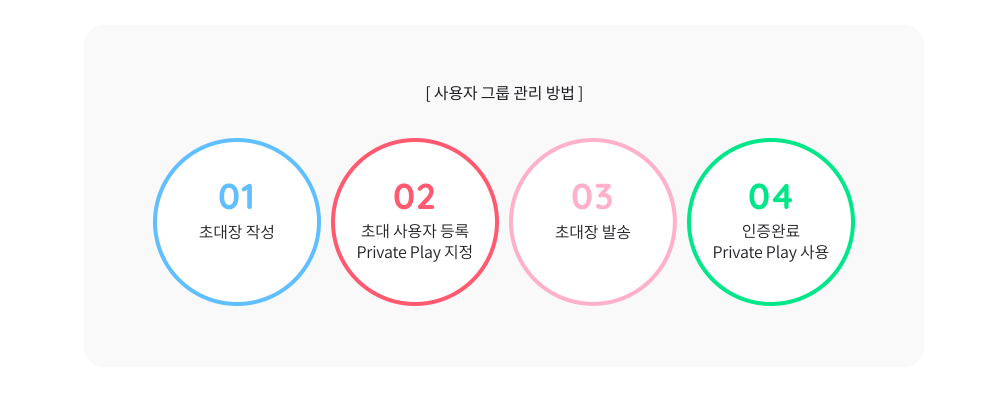 [ 사용자 그룹 관리 방법 ]
01
초대장 작성
02
초대 사용자 등록
Private Play 지정
03
초대장 발송
04
인증완료
Private Play 사용